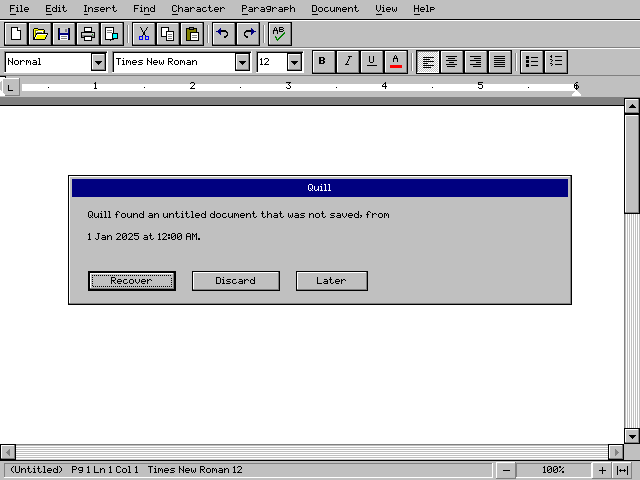 File Edit Insert Find Character Paragraph Document View Help
AB
Normal Times New Roman 12 B I U A
L 1 2 3 4 5 6
Quill
Quill found an untitled document that was not saved, from
1 Jan 2025 at 12:00 AM.
Recover Discard Later
(Untitled) Pg 1 Ln 1 Col 1 Times New Roman 12 100%